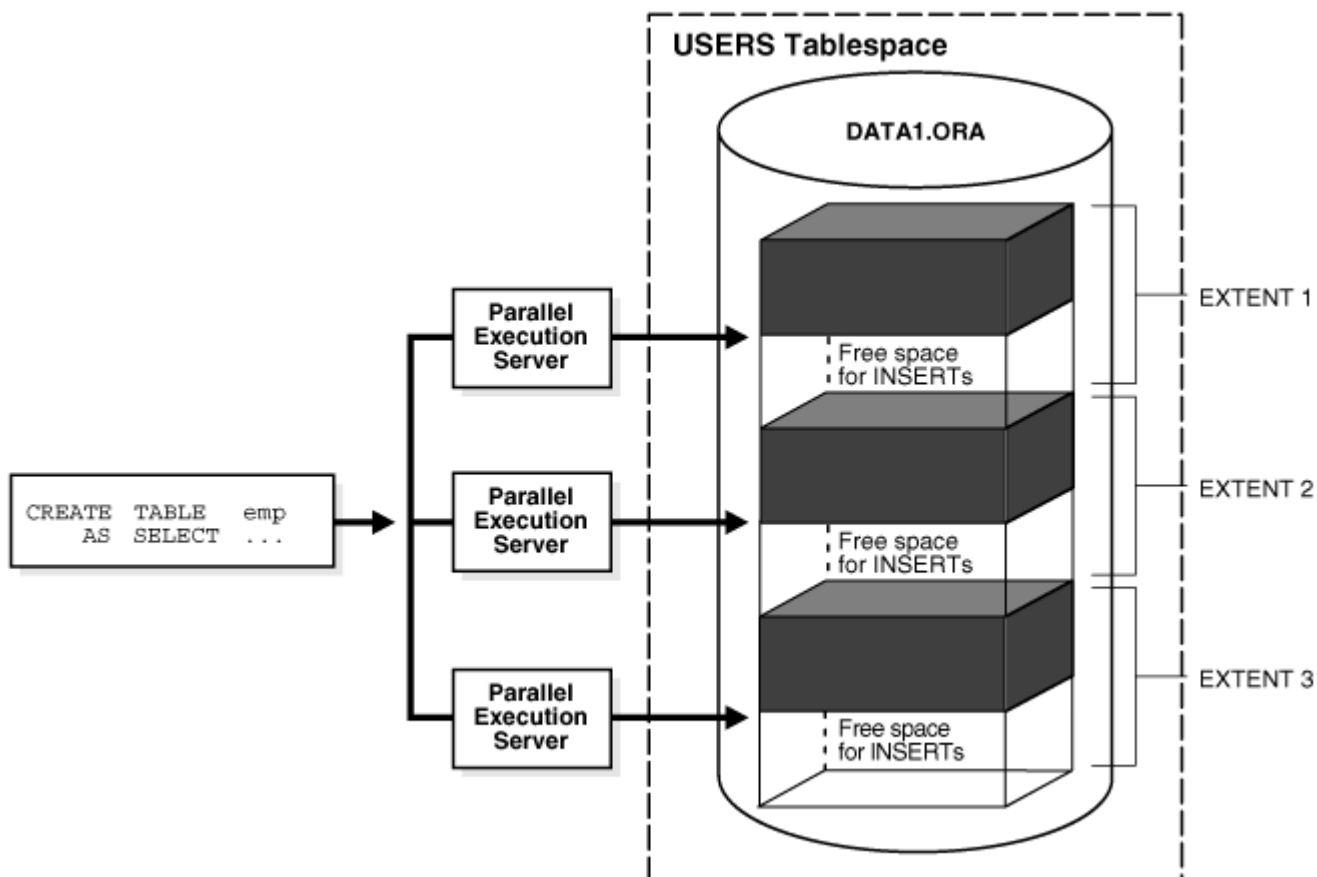 USERS Tablespace
DATA1.ORA
EXTENT 1
Parallel
Execution
Server
Free space
for INSERTs
EXTENT 2
CREATE TABLE emp
AS SELECT ...
Parallel
Execution
Server
Free space
for INSERTs
EXTENT 3
Parallel
Execution
Server
Free space
for INSERTs